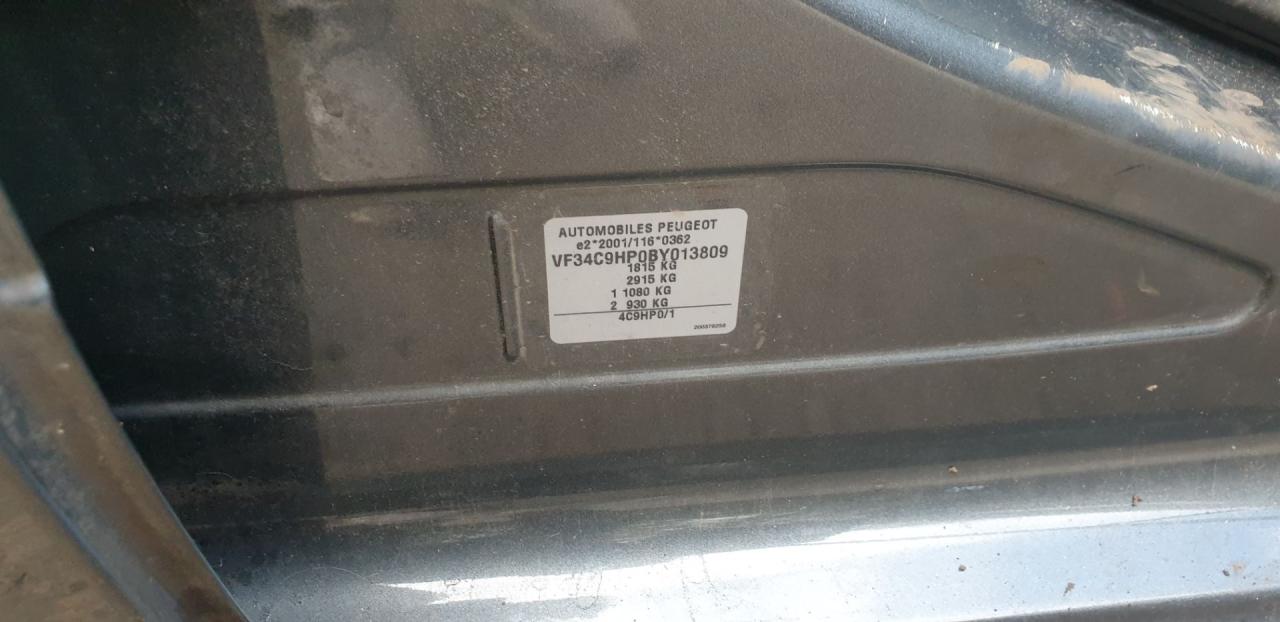 AUTOMOBILES PEUGEOT
e2*2001/116*0362
VF34C9HP0BY013809
1815 KG
2915 KG
1 1080 KG
2 930 KG
4C9HP0/1